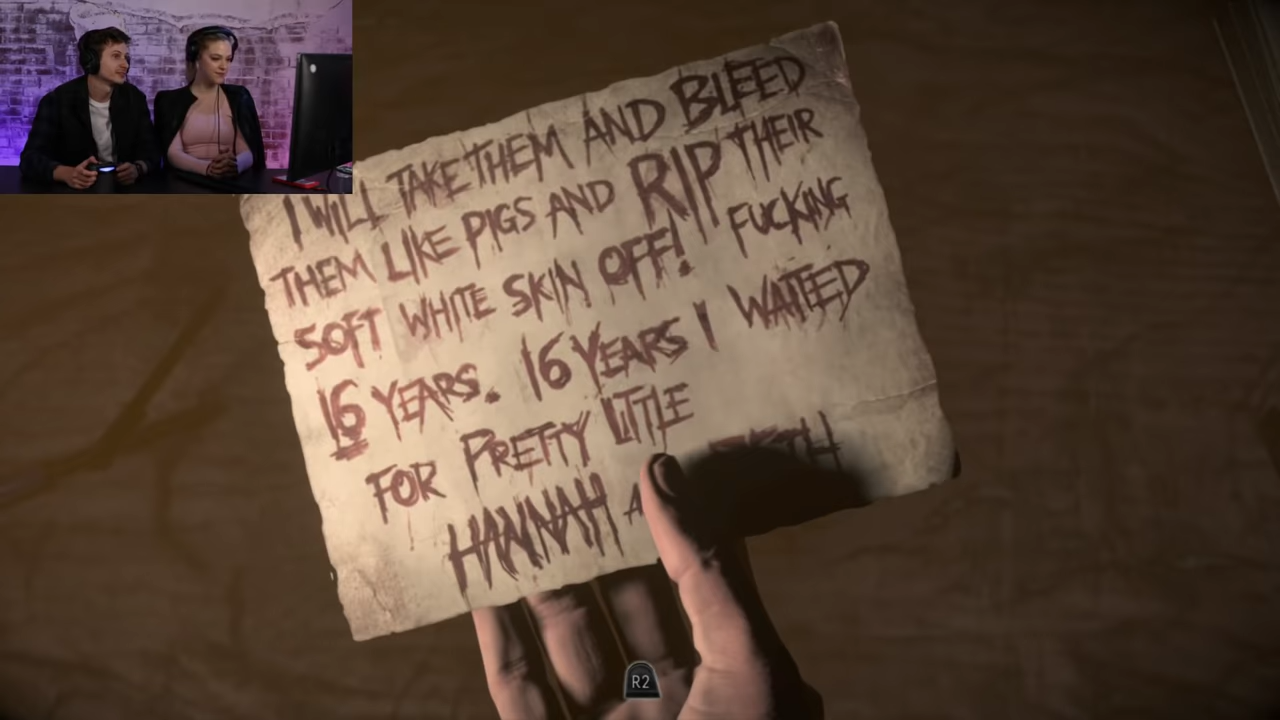 I WILL TAKE THEM AND BLEED
THEM LIKE PIGS AND RIP THEIR
SOFT WHITE SKIN OFF! FUCKING
16 YEARS. 16 YEARS I WAITED
FOR PRETTY LITTLE
HANNAH
R2